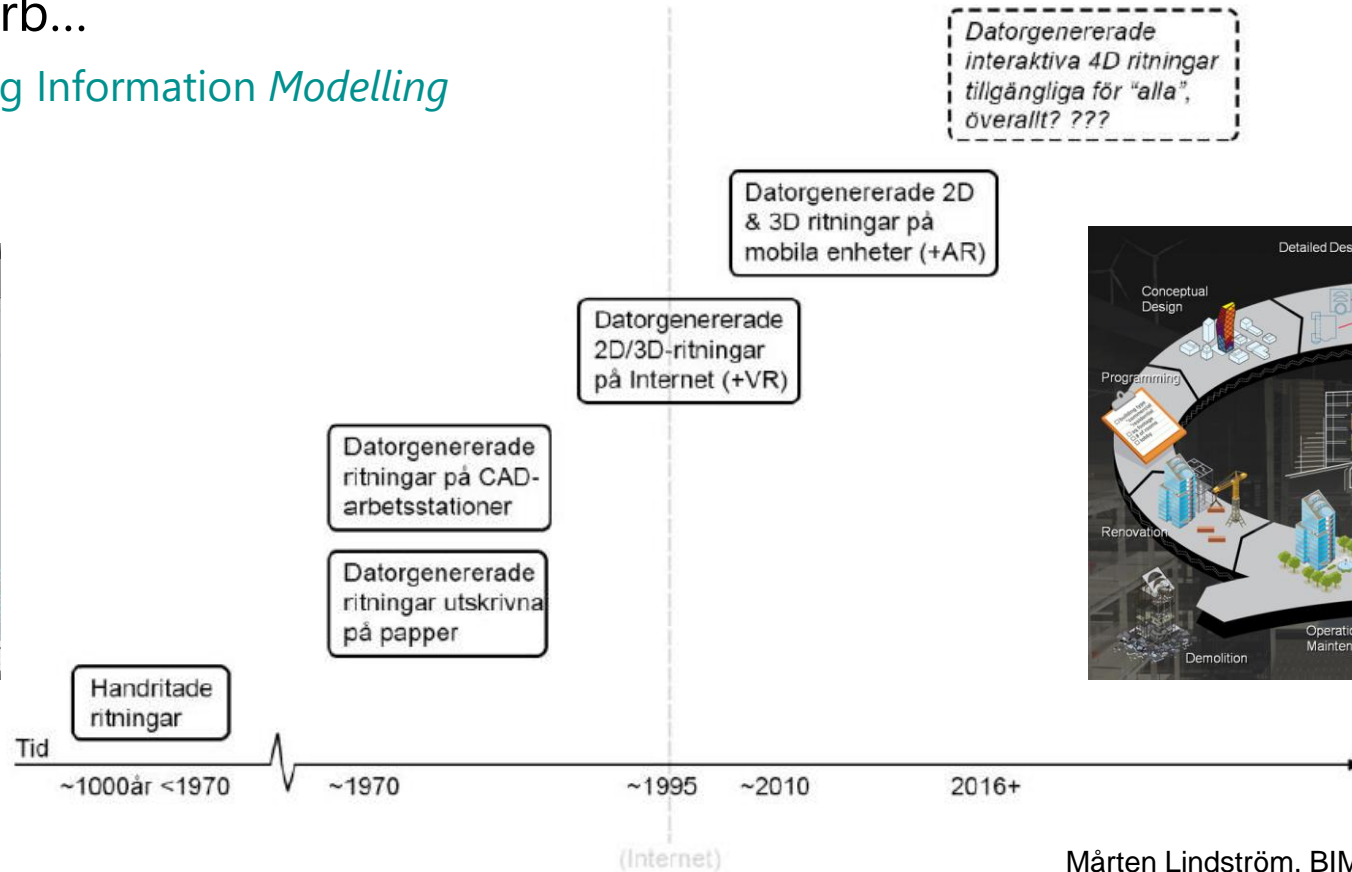 rb...
g Information Modelling
Datorgenererade
interaktiva 4D ritningar
tillgängliga för "alla",
överallt? ???
Datorgenererade 2D
& 3D ritningar på
mobila enheter (+AR)
Datorgenererade
2D/3D-ritningar
på Internet (+VR)
Datorgenererade
ritningar på CAD-
arbetsstationer
Datorgenererade
ritningar utskrivna
på papper
Handritade
ritningar
Tid
~1000år <1970
~1970
~1995
~2010
2016+
(Internet)
Detailed Des
Conceptual
Design
Programming
Renovation
Demolition
Operatio
Mainten
Mårten Lindström, BIM